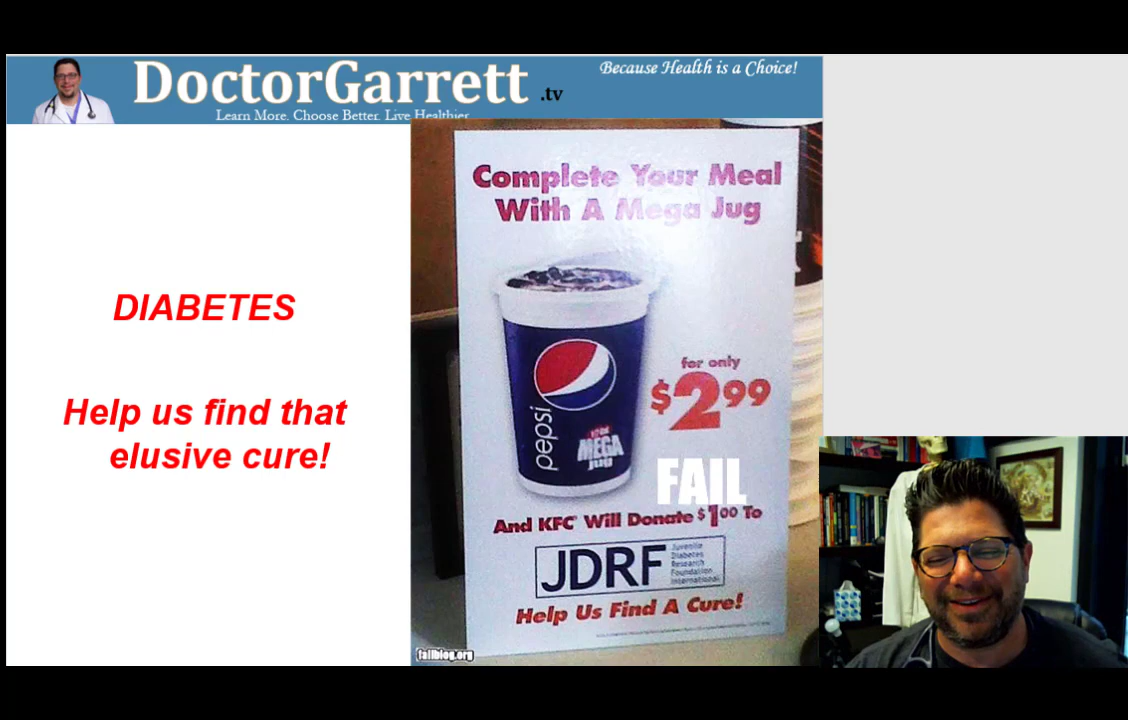 DoctorGarrett .tv
Because Health is a Choice!
Learn More. Choose Better. Live Healthier
DIABETES
Help us find that
elusive cure!
Complete Your Meal
With A Mega Jug
for only
$2.99
pepsi
MEGA
Jug
FAIL
And KFC Will Donate $1.00 To
JDRF
Juvenile
Diabetes
Research
Foundation
International
Help Us Find A Cure!
failblog.org